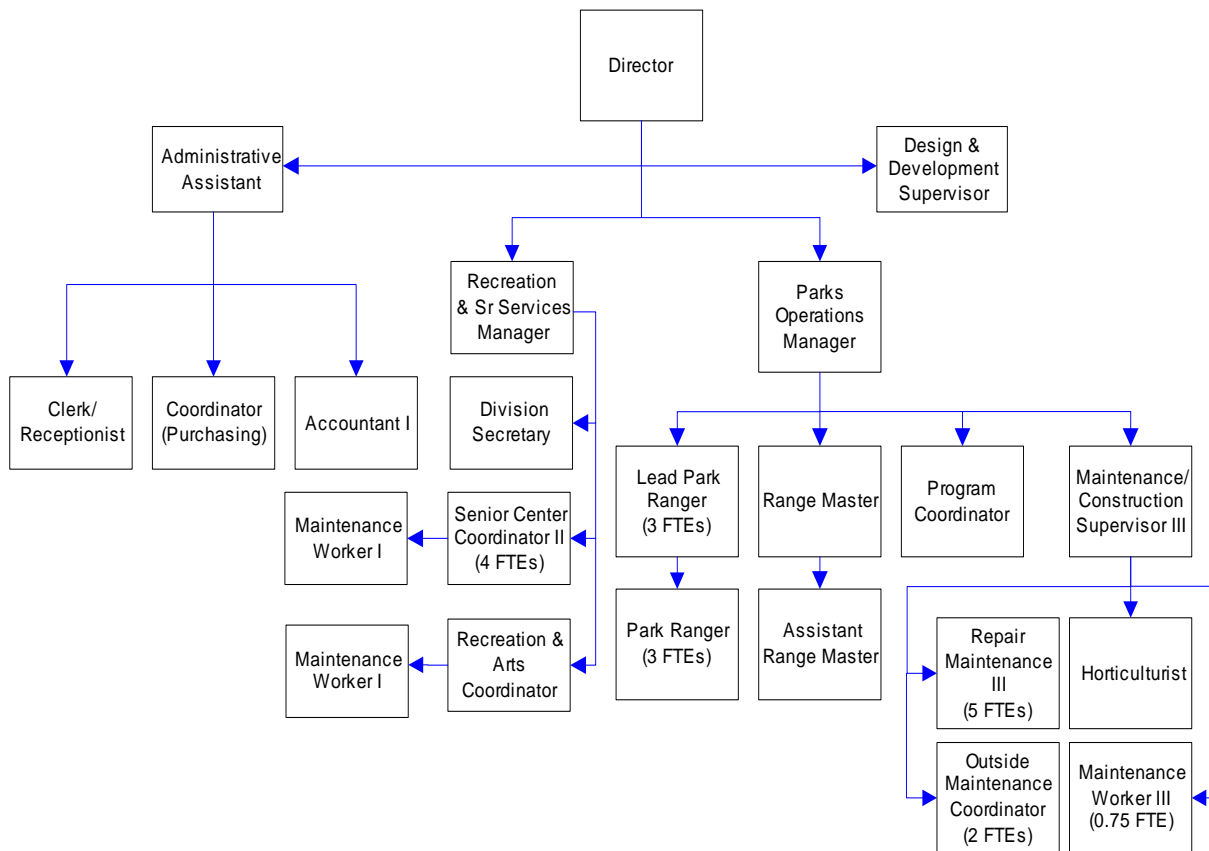 Director
Administrative
Assistant
Design &
Development
Supervisor
Recreation
& Sr Services
Manager
Parks
Operations
Manager
Clerk/
Receptionist
Coordinator
(Purchasing)
Accountant I
Division
Secretary
Lead Park
Ranger
(3 FTEs)
Range Master
Program
Coordinator
Maintenance/
Construction
Supervisor III
Maintenance
Worker I
Senior Center
Coordinator II
(4 FTEs)
Park Ranger
(3 FTEs)
Assistant
Range Master
Maintenance
Worker I
Recreation &
Arts
Coordinator
Repair
Maintenance
III
(5 FTEs)
Horticulturist
Outside
Maintenance
Coordinator
(2 FTEs)
Maintenance
Worker III
(0.75 FTE)